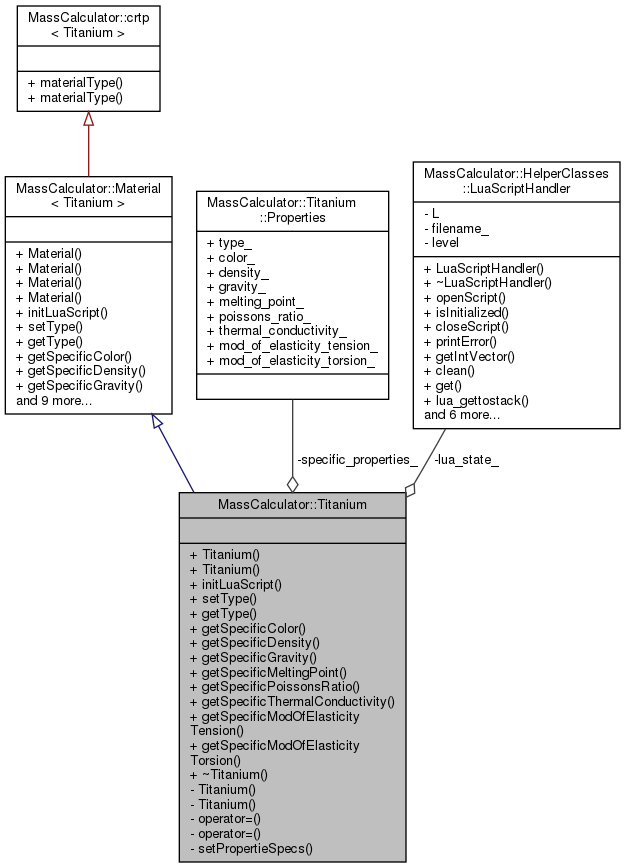 MassCalculator::crtp
< Titanium >
+ materialType()
+ materialType()
MassCalculator::Material
< Titanium >
+ Material()
+ Material()
+ Material()
+ Material()
+ initLuaScript()
+ setType()
+ getType()
+ getSpecificColor()
+ getSpecificDensity()
+ getSpecificGravity()
and 9 more...
MassCalculator::Titanium
::Properties
+ type_
+ color_
+ density_
+ gravity_
+ melting_point_
+ poissons_ratio_
+ thermal_conductivity_
+ mod_of_elasticity_tension_
+ mod_of_elasticity_torsion_
MassCalculator::HelperClasses
::LuaScriptHandler
- L
- filename_
- level
+ LuaScriptHandler()
+ ~LuaScriptHandler()
+ openScript()
+ isInitialized()
+ closeScript()
+ printError()
+ getIntVector()
+ clean()
+ get()
+ lua_gettostack()
and 6 more...
-specific_properties_
-lua_state_
MassCalculator::Titanium
+ Titanium()
+ Titanium()
+ initLuaScript()
+ setType()
+ getType()
+ getSpecificColor()
+ getSpecificDensity()
+ getSpecificGravity()
+ getSpecificMeltingPoint()
+ getSpecificPoissonsRatio()
+ getSpecificThermalConductivity()
+ getSpecificModOfElasticity
Tension()
+ getSpecificModOfElasticity
Torsion()
+ ~Titanium()
- Titanium()
- Titanium()
- operator=()
- operator=()
- setPropertieSpecs()